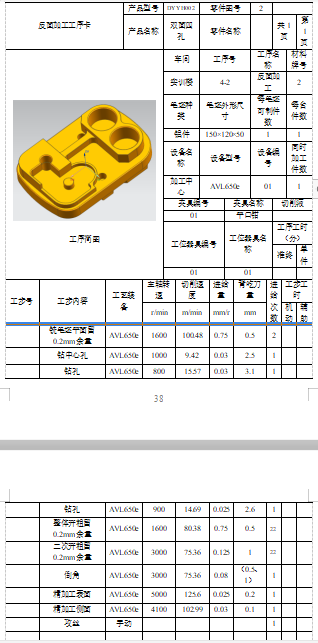 反面加工工序卡
产品型号 DYY18002 零件图号 2
产品名称 双面四孔 零件名称 共 1 页 第 1 页
车间 工序号 工序名称 材料牌号
实训楼 4-2 反面加工 2
毛坯种类 毛坯外形尺寸 每毛坯可制件数 每台件数
铝件 150×120×50 1 1
设备名称 设备型号 设备编号 同时加工件数
加工中心 AVL650e 01 1
夹具编号 夹具名称 切削液
01 平口钳
工位器具编号 工位器具名称 工序工时(分)
准终 单件
01 01
工序简图
工步号 工步内容 工艺装备 主轴转速 切削速度 进给量 背吃刀量 进给次数 工步工时
r/min m/min mm/r mm 机动 辅助
铣毛坯平面留0.2mm余量 AVL650e 1600 100.48 0.75 0.5 2
钻中心孔 AVL650e 1000 9.42 0.03 2.5 1
钻孔 AVL650e 800 15.57 0.03 3.1 1
38
钻孔 AVL650e 900 14.69 0.025 2.6 1
整体开粗留0.2mm余量 AVL650e 1600 80.38 0.75 0.5 22
二次开粗留0.2mm余量 AVL650e 3000 75.36 0.125 1 22
倒角 AVL650e 3000 75.36 0.08 (0.5、1) 1
精加工表面 AVL650e 5000 125.6 0.025 0.2 1
精加工侧面 AVL650e 4100 102.99 0.03 0.1 1
攻丝 手动 1